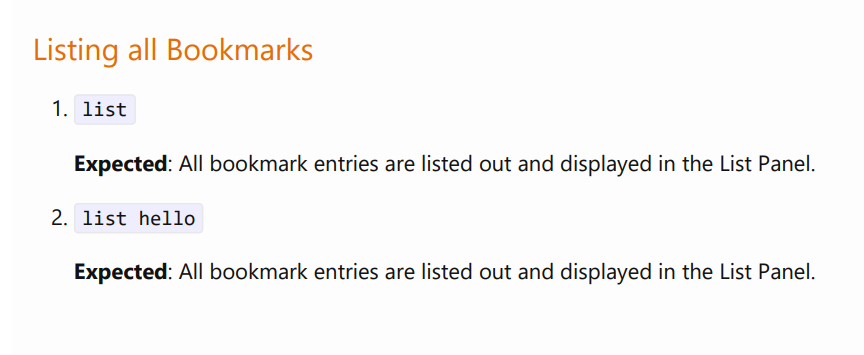 Listing all Bookmarks
1. list
Expected: All bookmark entries are listed out and displayed in the List Panel.
2. list hello
Expected: All bookmark entries are listed out and displayed in the List Panel.